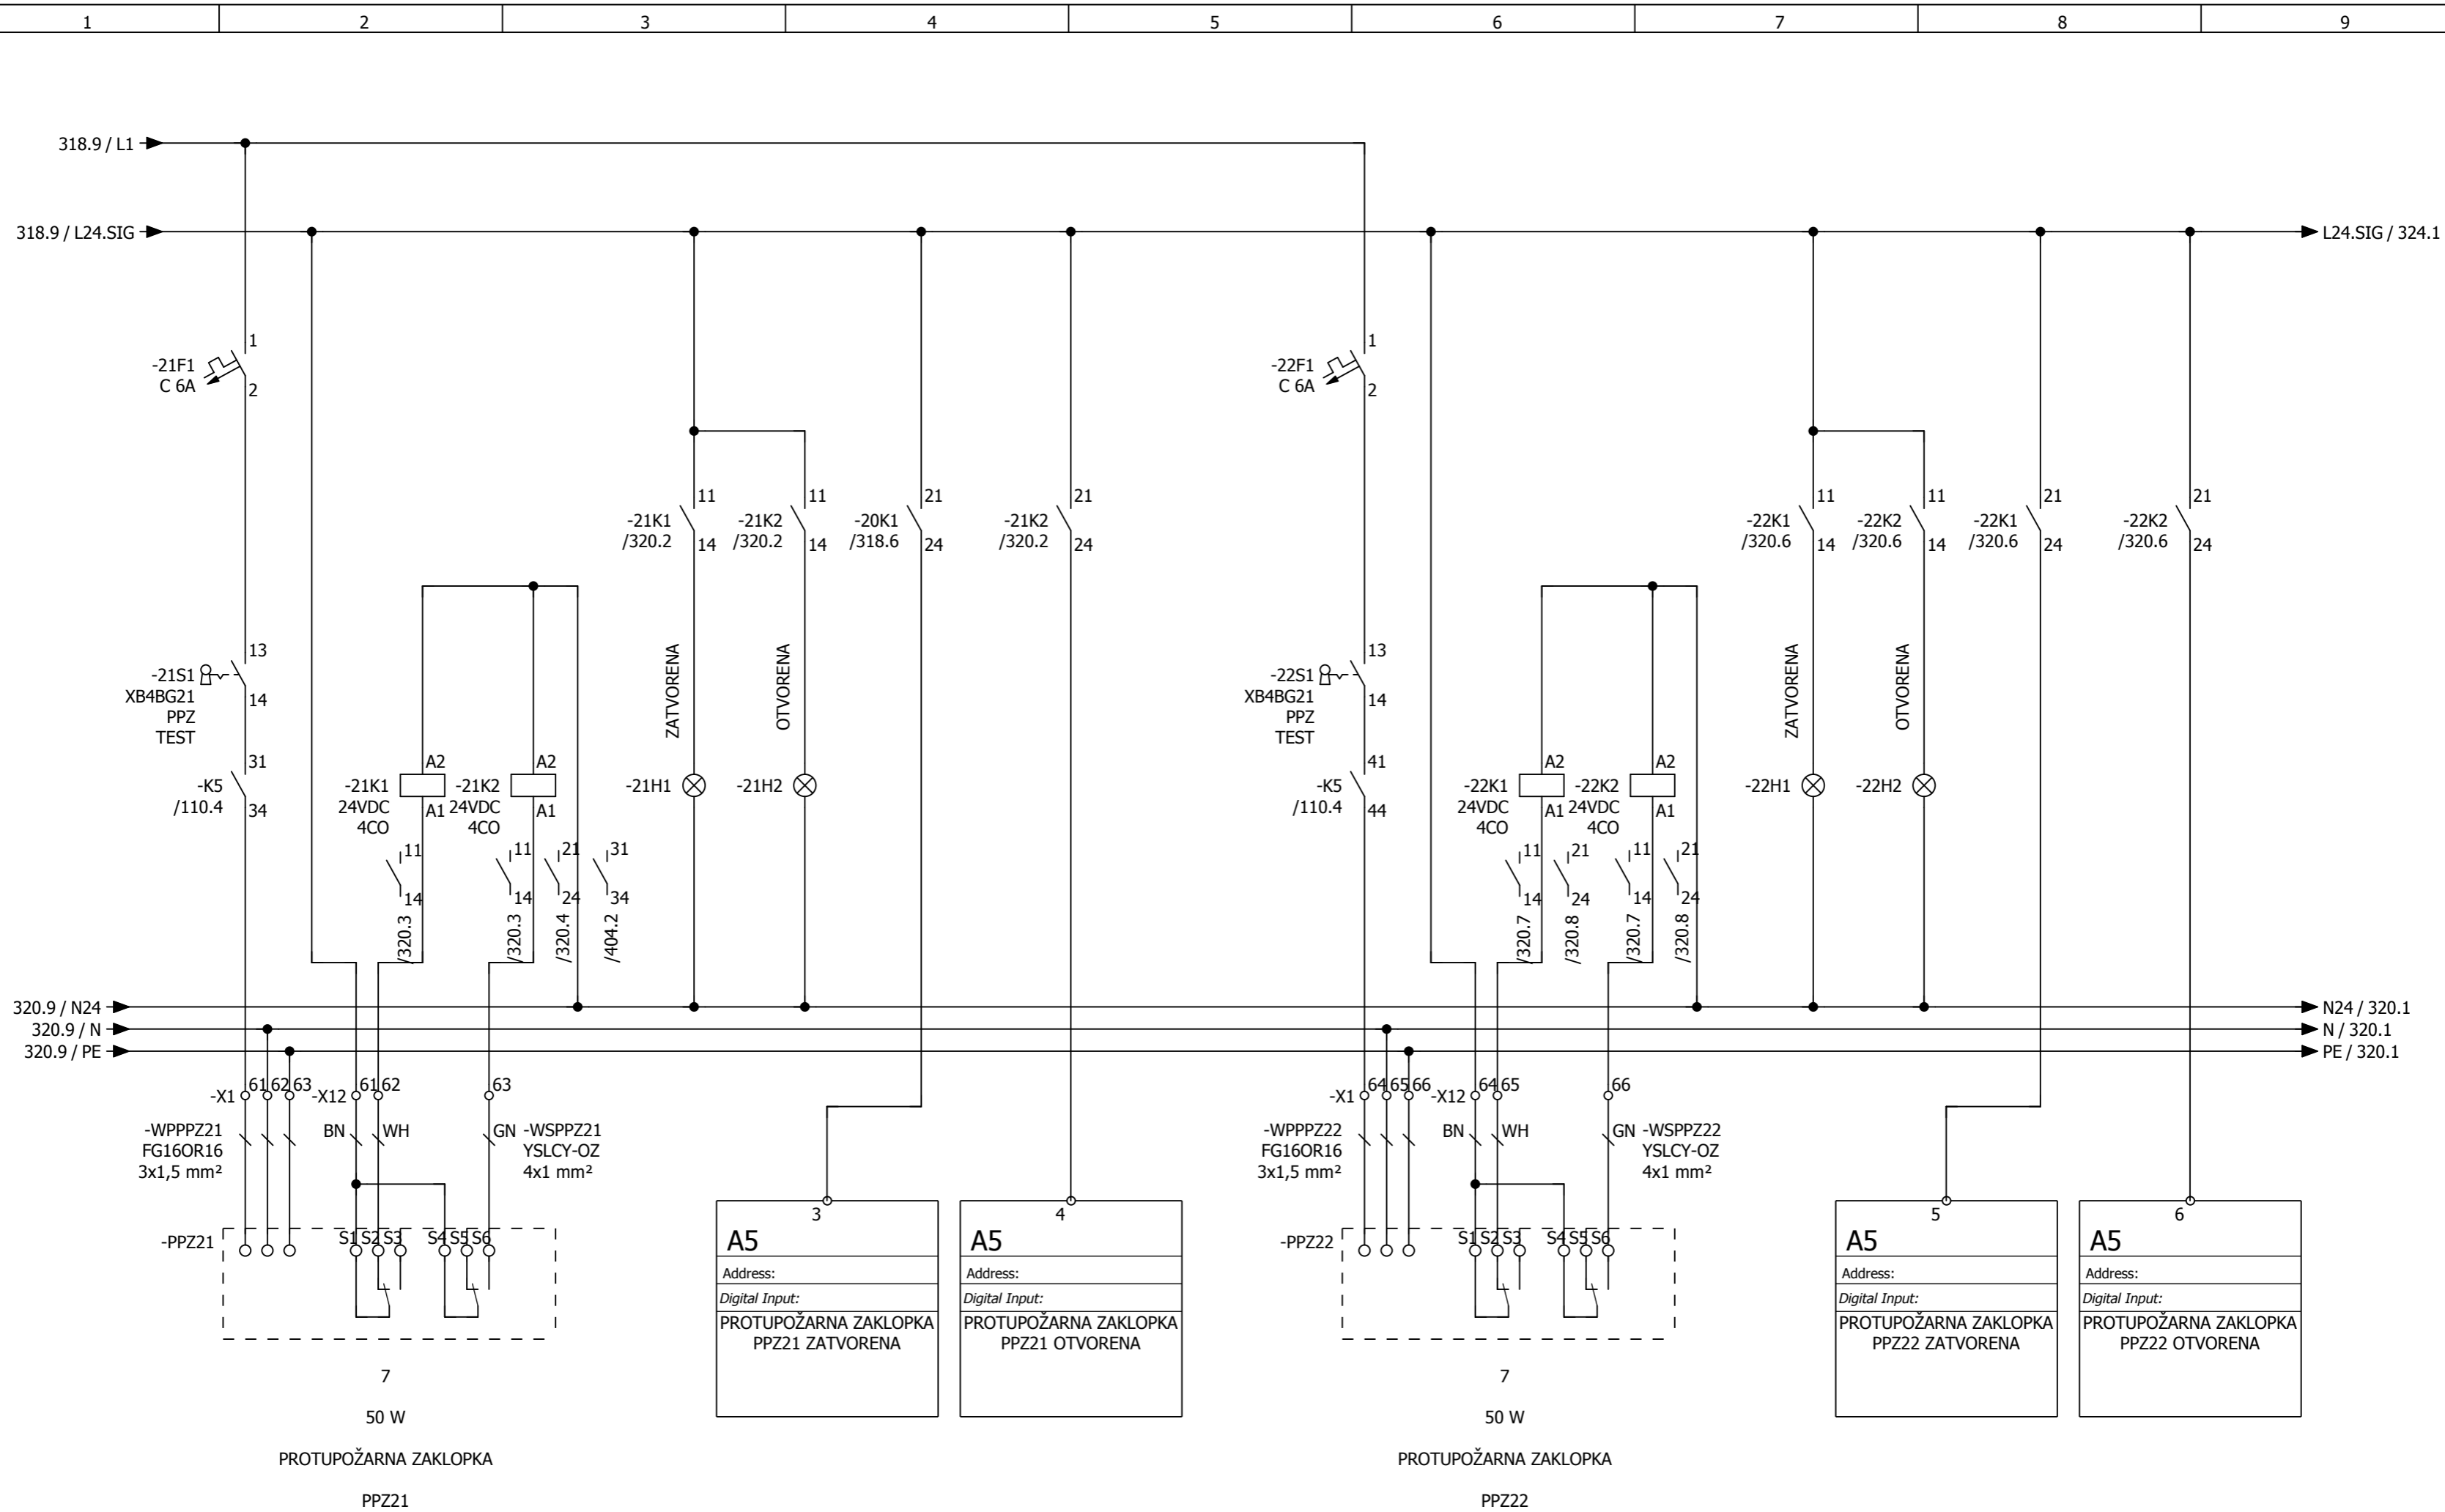 1 2 3 4 5 6 7 8 9
318.9 / L1
318.9 / L24.SIG
L24.SIG / 324.1
1
-21F1
C 6A
2
1
-22F1
C 6A
2
11
-21K1
/320.2
14
11
-21K2
/320.2
14
21
-20K1
/318.6
24
21
-21K2
/320.2
24
11
-22K1
/320.6
14
11
-22K2
/320.6
14
21
-22K1
/320.6
24
21
-22K2
/320.6
24
13
-21S1
XB4BG21
14
PPZ
TEST
31
-K5
/110.4
34
A2
-21K1
24VDC
A1
4CO
A2
-21K2
24VDC
A1
4CO
ZATVORENA
-21H1
OTVORENA
-21H2
11
14
/320.3
11
14
/320.3
21
24
/320.4
31
34
/404.2
13
-22S1
XB4BG21
14
PPZ
TEST
41
-K5
/110.4
44
A2
-22K1
24VDC
A1
4CO
A2
-22K2
24VDC
A1
4CO
ZATVORENA
-22H1
OTVORENA
-22H2
11
14
/320.7
21
24
/320.8
11
14
/320.7
21
24
/320.8
320.9 / N24
320.9 / N
320.9 / PE
N24 / 320.1
N / 320.1
PE / 320.1
-X1 61 62 63
-X12 61 62 63
-WPPPZ21
FG16OR16
3x1,5 mm²
BN WH GN
-WSPPZ21
YSLCY-OZ
4x1 mm²
-PPZ21
S1 S2 S3 S4 S5 S6
7
50 W
PROTUPOŽARNA ZAKLOPKA
PPZ21
3
A5
Address:
Digital Input:
PROTUPOŽARNA ZAKLOPKA
PPZ21 ZATVORENA
4
A5
Address:
Digital Input:
PROTUPOŽARNA ZAKLOPKA
PPZ21 OTVORENA
-X1 64 65 66
-X12 64 65 66
-WPPPZ22
FG16OR16
3x1,5 mm²
BN WH GN
-WSPPZ22
YSLCY-OZ
4x1 mm²
-PPZ22
S1 S2 S3 S4 S5 S6
7
50 W
PROTUPOŽARNA ZAKLOPKA
PPZ22
5
A5
Address:
Digital Input:
PROTUPOŽARNA ZAKLOPKA
PPZ22 ZATVORENA
6
A5
Address:
Digital Input:
PROTUPOŽARNA ZAKLOPKA
PPZ22 OTVORENA